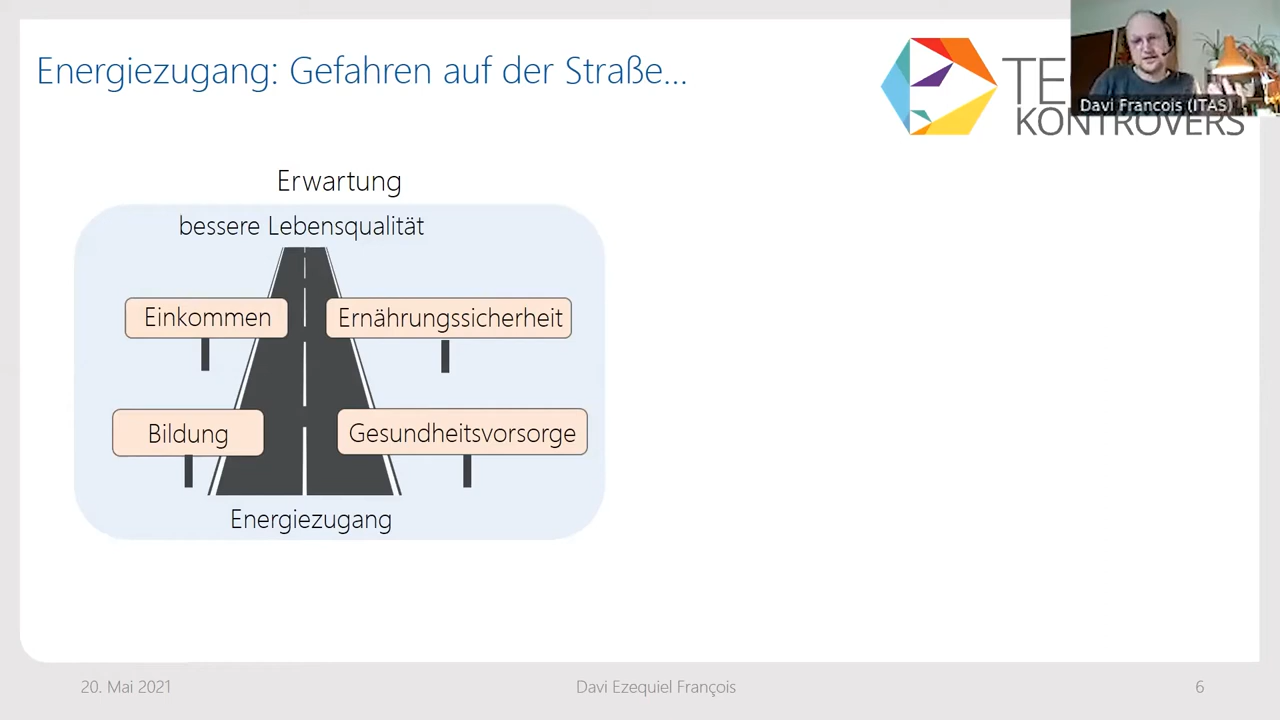 Energiezugang: Gefahren auf der Straße...
TE
KONTROVERS
Davi Francois (ITAS)
Erwartung
bessere Lebensqualität
Einkommen
Ernährungssicherheit
Bildung
Gesundheitsvorsorge
Energiezugang
20. Mai 2021
Davi Ezequiel François
6